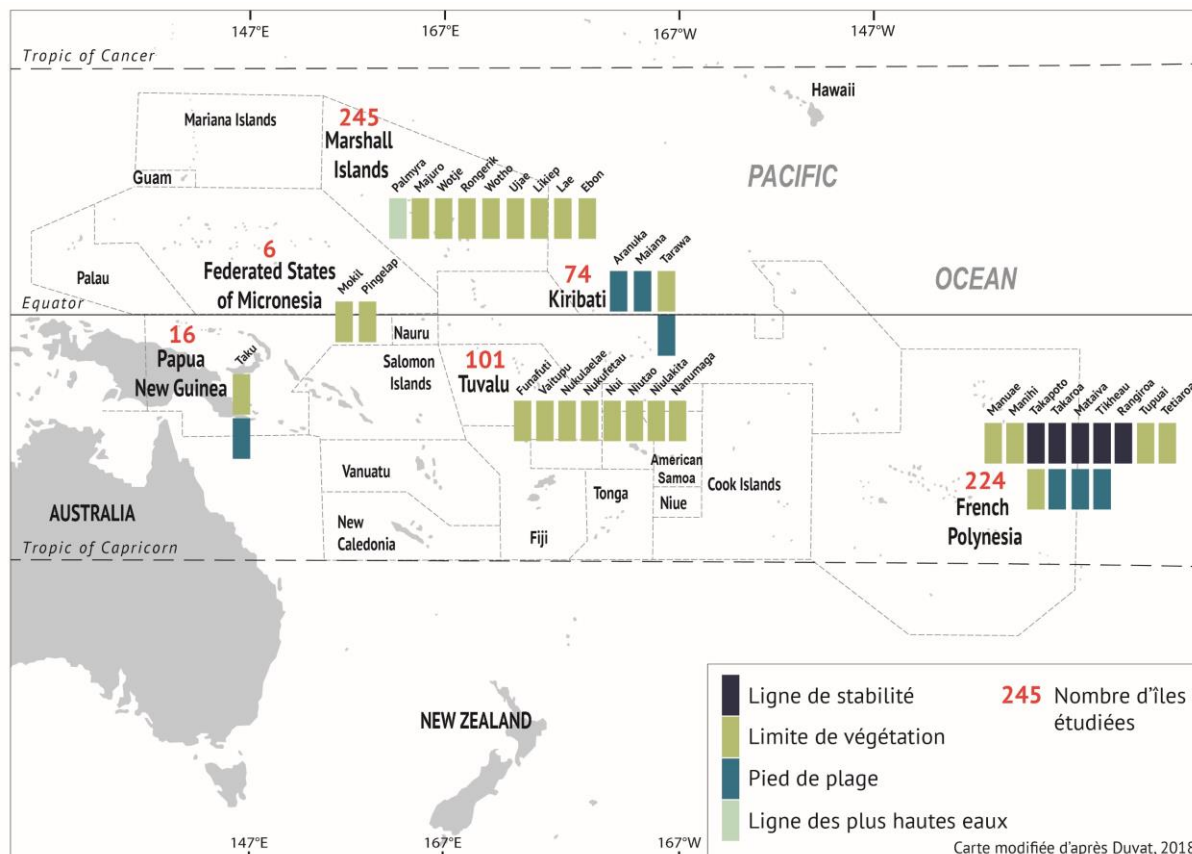 147°E
167°E
167°W
147°W
Tropic of Cancer
Hawaii
Mariana Islands
245
Marshall
Islands
Guam
PACIFIC
Palmyra
Majuro
Wotje
Rongerik
Wotho
Ujae
Likiep
Lae
Ebon
6
Federated States
of Micronesia
Palau
Mokil
Pingelap
74
Kiribati
Aranuka
Maiana
Tarawa
OCEAN
Equator
16
Papua
New Guinea
Taku
Nauru
Salomon
Islands
101
Tuvalu
Funafuti
Vaitupu
Nukulaelae
Nukufetau
Nui
Niutao
Niulakita
Nanumaga
Manuae
Manihi
Takapoto
Takaroa
Mataiva
Tikheau
Rangiroa
Tupuai
Tetiaroa
Vanuatu
American
Samoa
Niue
Cook Islands
Tonga
224
French
Polynesia
AUSTRALIA
New
Caledonia
Fiji
Tropic of Capricorn
NEW ZEALAND
Ligne de stabilité
Limite de végétation
Pied de plage
Ligne des plus hautes eaux
245 Nombre d'îles
étudiées
147°E
167°E
167°W
Carte modifiée d'après Duvat, 2018